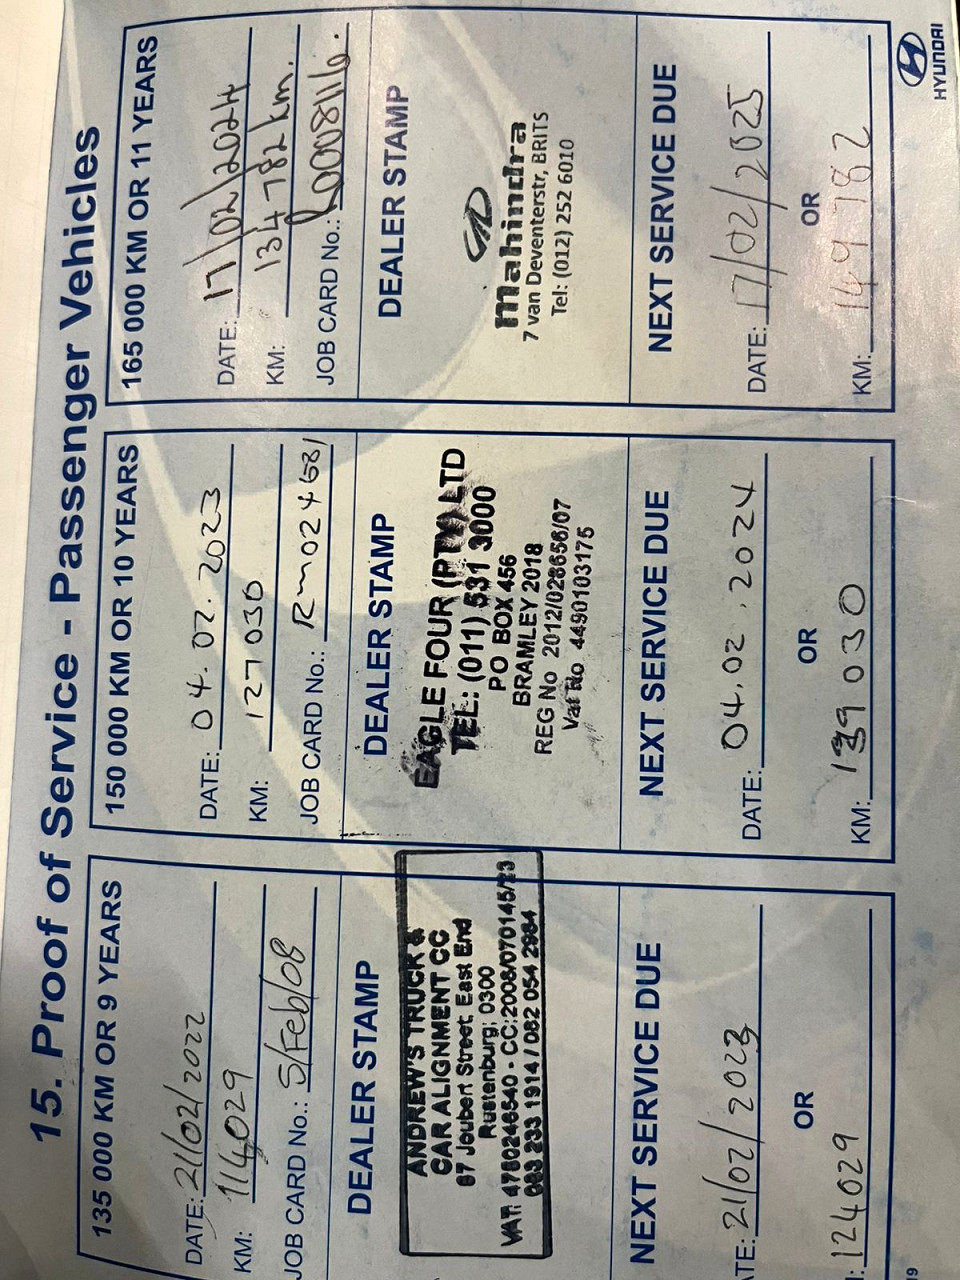 15. Proof of Service - Passenger Vehicles
135 000 KM OR 9 YEARS
DATE: 21/02/2022
KM: 114029
JOB CARD No.: S/Feb/08
DEALER STAMP
ANDREW'S TRUCK &
CAR ALIGNMENT CC
67 Joubert Street, East End
Rustenburg, 0300
VAT: 4780246540 - CC:2008/070145/23
083 233 1914 / 082 054 2984
NEXT SERVICE DUE
ATE: 21/02/2023
OR
: 124029
150 000 KM OR 10 YEARS
DATE: 04.02.2023
KM: 127030
JOB CARD No.:
DEALER STAMP
EAGLE FOUR (PTY) LTD
TEL: (011) 531 3000
PO BOX 456
BRAMLEY 2018
REG No 2012/028656/07
Vat No 4490103175
NEXT SERVICE DUE
DATE: 04.02.2024
OR
KM: 139030
165 000 KM OR 11 YEARS
DATE: 17/02/2024
KM: 134782 km.
JOB CARD No.:
DEALER STAMP
Mahindra
7 van Deventerstr, BRITS
Tel: (012) 252 6010
NEXT SERVICE DUE
DATE: 17/02/2025
OR
KM: 149782
HYUNDAI
9